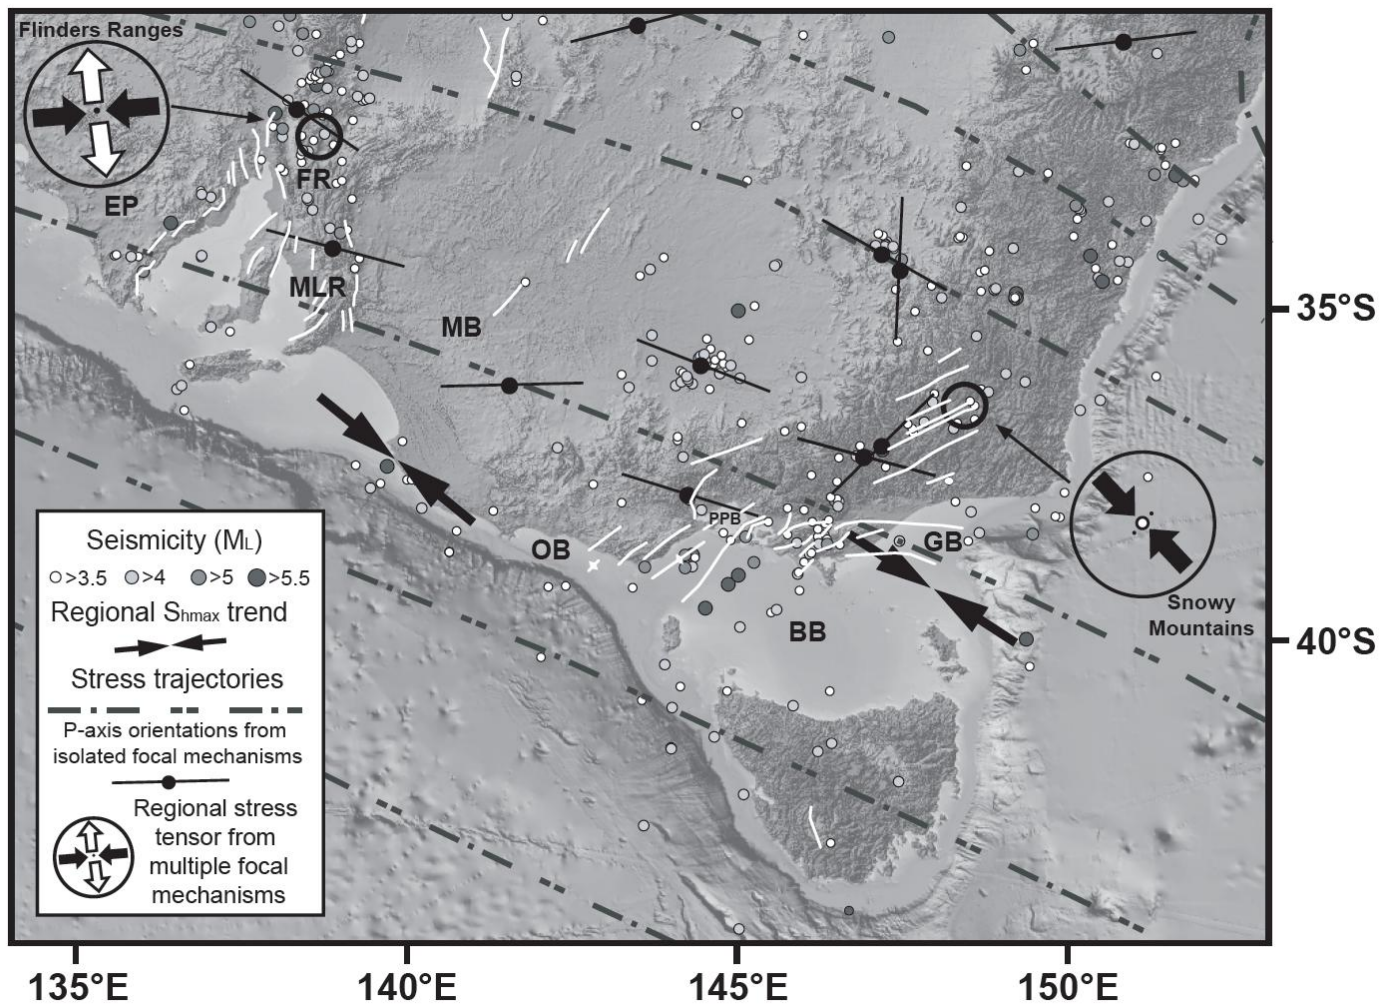 Flinders Ranges
EP
FR
MLR
MB
35°S
PPB
OB
GB
BB
Snowy
Mountains
40°S
Seismicity (ML)
>3.5 >4 >5 >5.5
Regional Shmax trend
Stress trajectories
P-axis orientations from
isolated focal mechanisms
Regional stress
tensor from
multiple focal
mechanisms
135°E 140°E 145°E 150°E